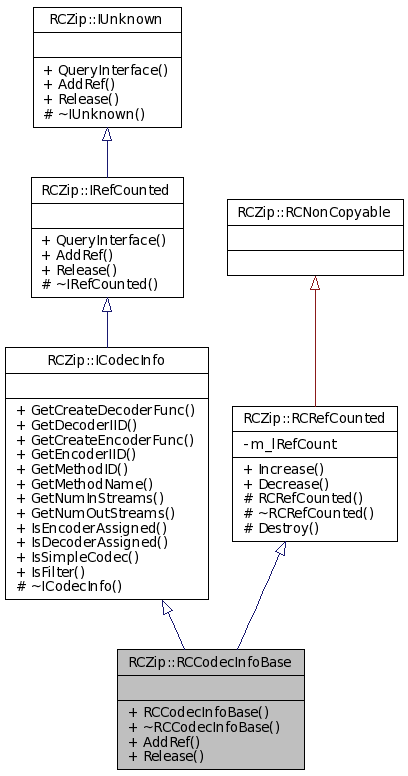 RCZip::IUnknown
+ QueryInterface()
+ AddRef()
+ Release()
# ~IUnknown()
RCZip::IRefCounted
+ QueryInterface()
+ AddRef()
+ Release()
# ~IRefCounted()
RCZip::RCNonCopyable
RCZip::ICodecInfo
+ GetCreateDecoderFunc()
+ GetDecoderIID()
+ GetCreateEncoderFunc()
+ GetEncoderIID()
+ GetMethodID()
+ GetMethodName()
+ GetNumInStreams()
+ GetNumOutStreams()
+ IsEncoderAssigned()
+ IsDecoderAssigned()
+ IsSimpleCodec()
+ IsFilter()
# ~ICodecInfo()
RCZip::RCRefCounted
- m_lRefCount
+ Increase()
+ Decrease()
# RCRefCounted()
# ~RCRefCounted()
# Destroy()
RCZip::RCCodecInfoBase
+ RCCodecInfoBase()
+ ~RCCodecInfoBase()
+ AddRef()
+ Release()